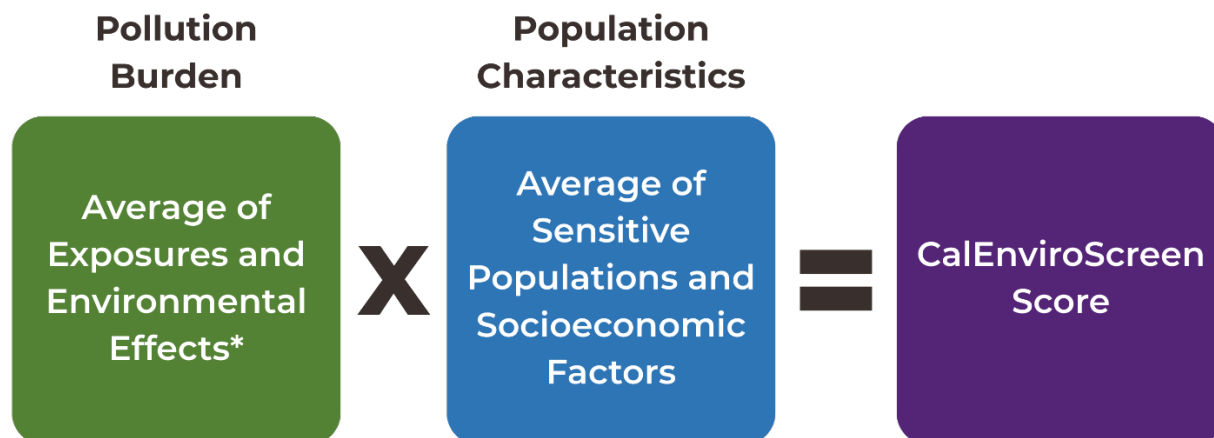 Pollution
Burden
Population
Characteristics
Average of
Exposures and
Environmental
Effects*
X
Average of
Sensitive
Populations and
Socioeconomic
Factors
=
CalEnviroScreen
Score